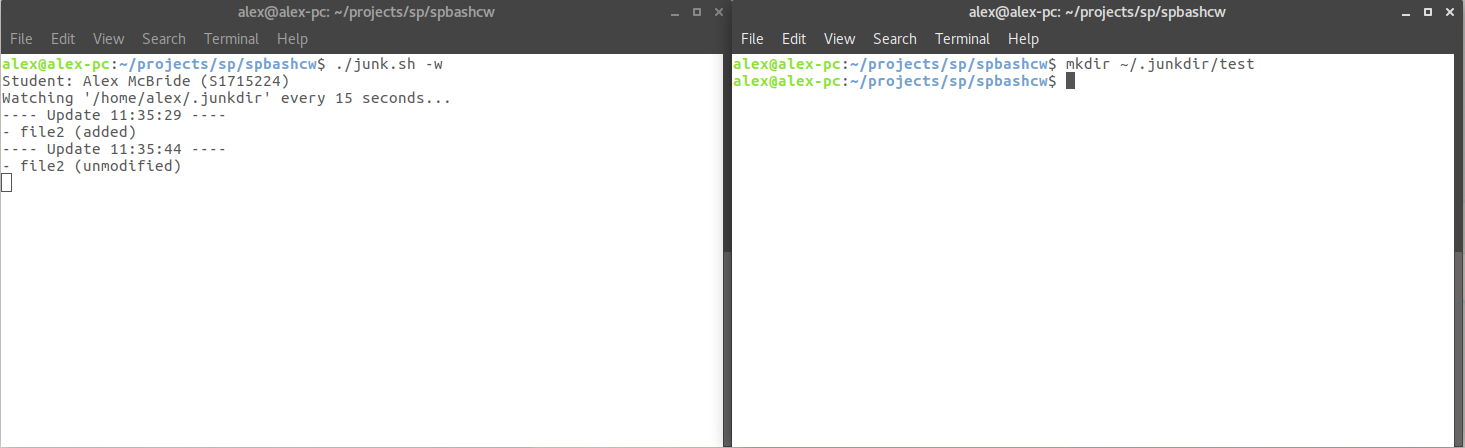 alex@alex-pc: ~/projects/sp/spbashcw
File Edit View Search Terminal Help
alex@alex-pc:~/projects/sp/spbashcw$ ./junk.sh -w
Student: Alex McBride (S1715224)
Watching '/home/alex/.junkdir' every 15 seconds...
---- Update 11:35:29 ----
- file2 (added)
---- Update 11:35:44 ----
- file2 (unmodified)
alex@alex-pc: ~/projects/sp/spbashcw
File Edit View Search Terminal Help
alex@alex-pc:~/projects/sp/spbashcw$ mkdir ~/.junkdir/test
alex@alex-pc:~/projects/sp/spbashcw$